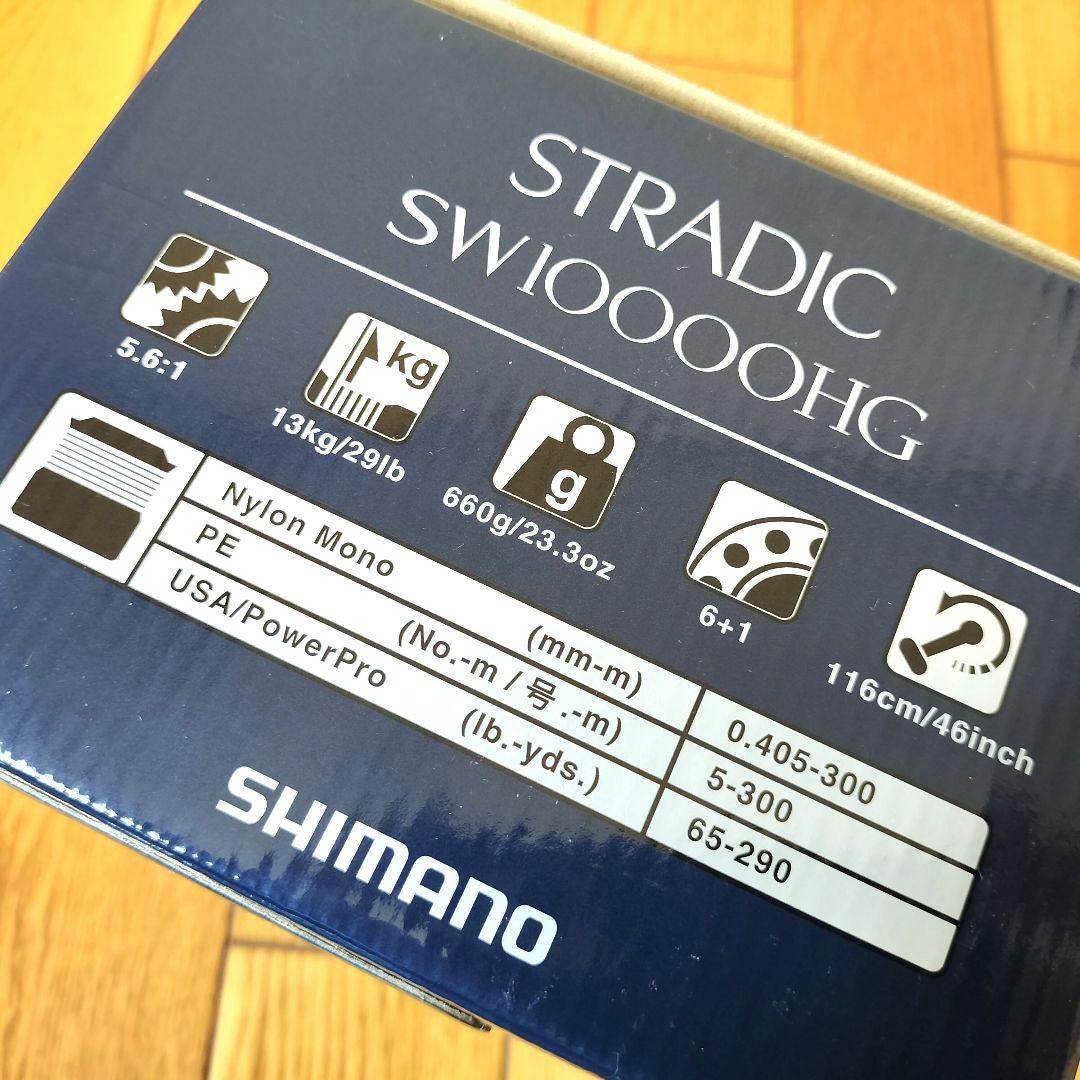 STRADIC
SW10000HG
5.6:1
kg
13kg/29lb
g
660g/23.3oz
6+1
116cm/46inch
Nylon Mono (mm-m) 0.405-300
PE (No.-m / 号.-m) 5-300
USA/PowerPro (lb.-yds.) 65-290
SHIMANO